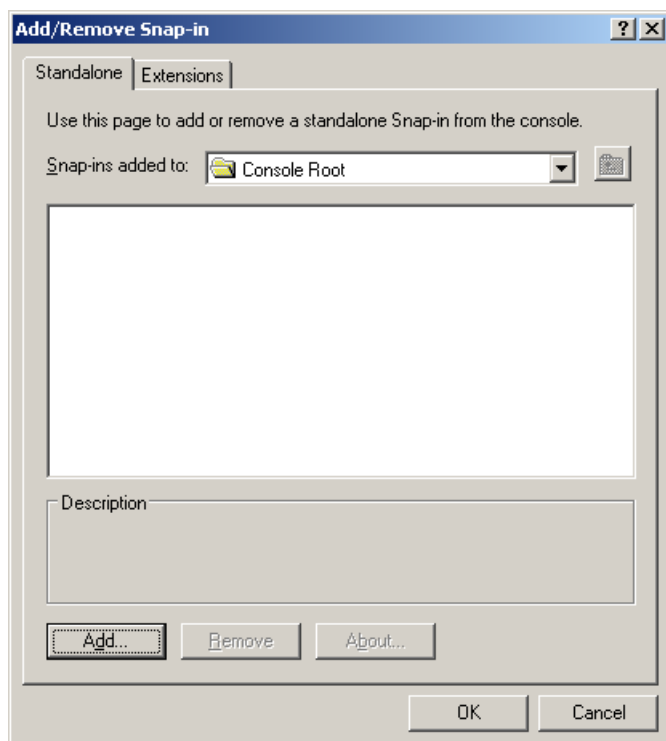 Add/Remove Snap-in
Standalone Extensions
Use this page to add or remove a standalone Snap-in from the console.
Snap-ins added to: Console Root
Description
Add... Remove About...
OK Cancel